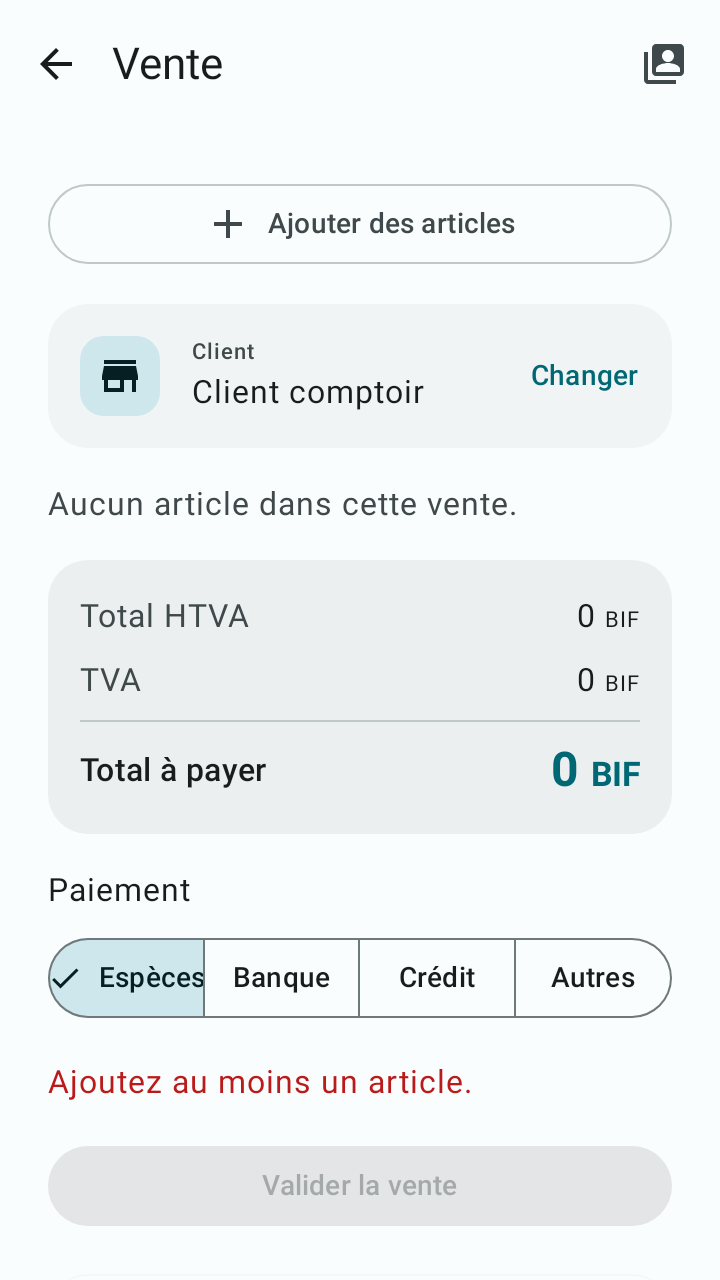 Vente
Ajouter des articles
Client
Client comptoir
Changer
Aucun article dans cette vente.
Total HTVA 0 BIF
TVA 0 BIF
Total à payer 0 BIF
Paiement
Espèces Banque Crédit Autres
Ajoutez au moins un article.
Valider la vente